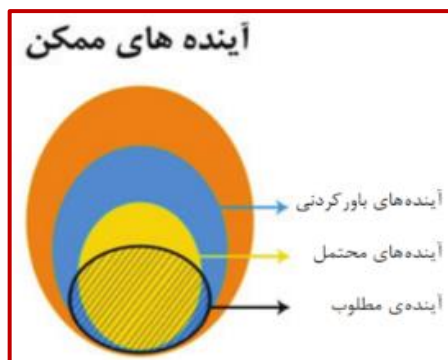 آینده های ممکن
آینده‌های باورکردنی
آینده‌های محتمل
آینده‌ی مطلوب